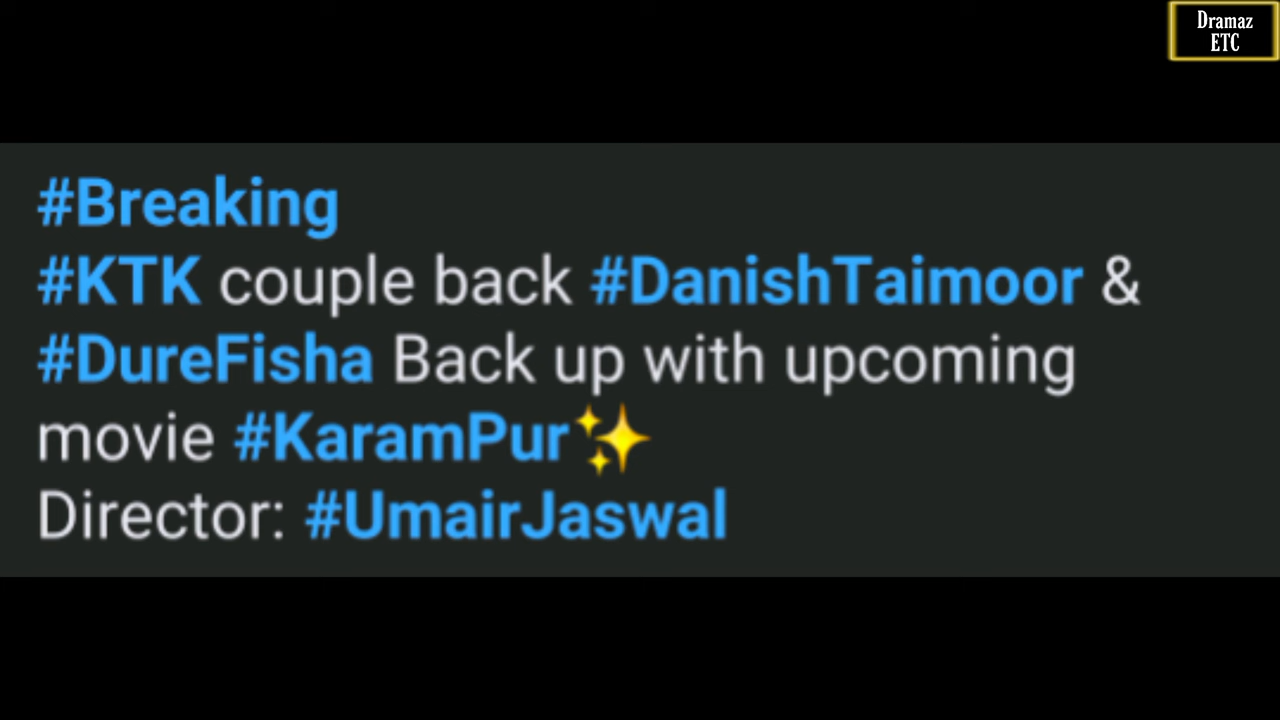 Dramaz
ETC
#Breaking
#KTK couple back #DanishTaimoor &
#DureFisha Back up with upcoming
movie #KaramPur✨
Director: #UmairJaswal